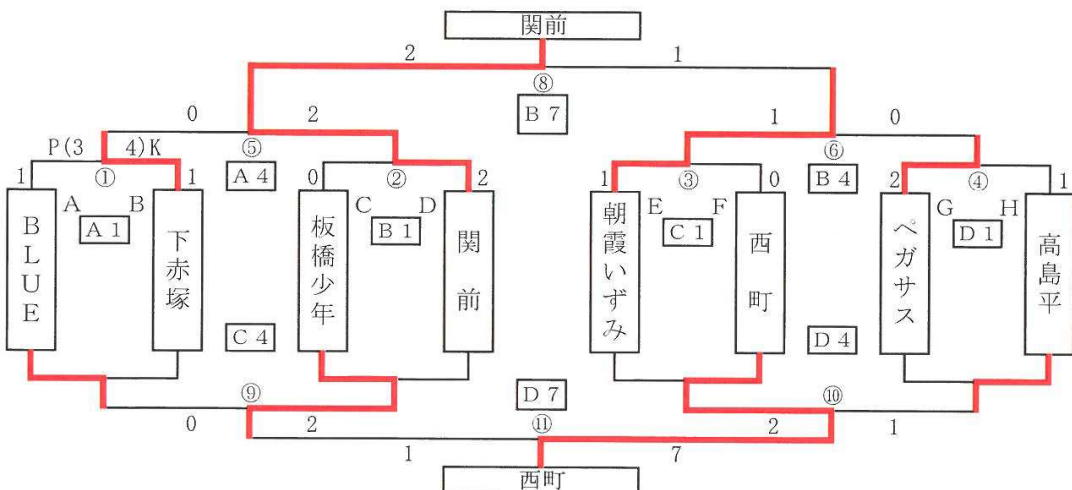 関前
2 1
⑧
B 7
0 2 1 0
P(3 4)K ⑤ ⑥
① A 4 ② ③ B 4 ④
1 1 0 2 1 0 2 1
A B C D E F G H
A 1 B 1 C 1 D 1
BLUE
下赤塚
板橋少年
関前
朝霞いずみ
西町
ペガサス
高島平
C 4 D 4
D 7
⑨ ⑩
0 2 ⑪ 2 1
1 7
西町